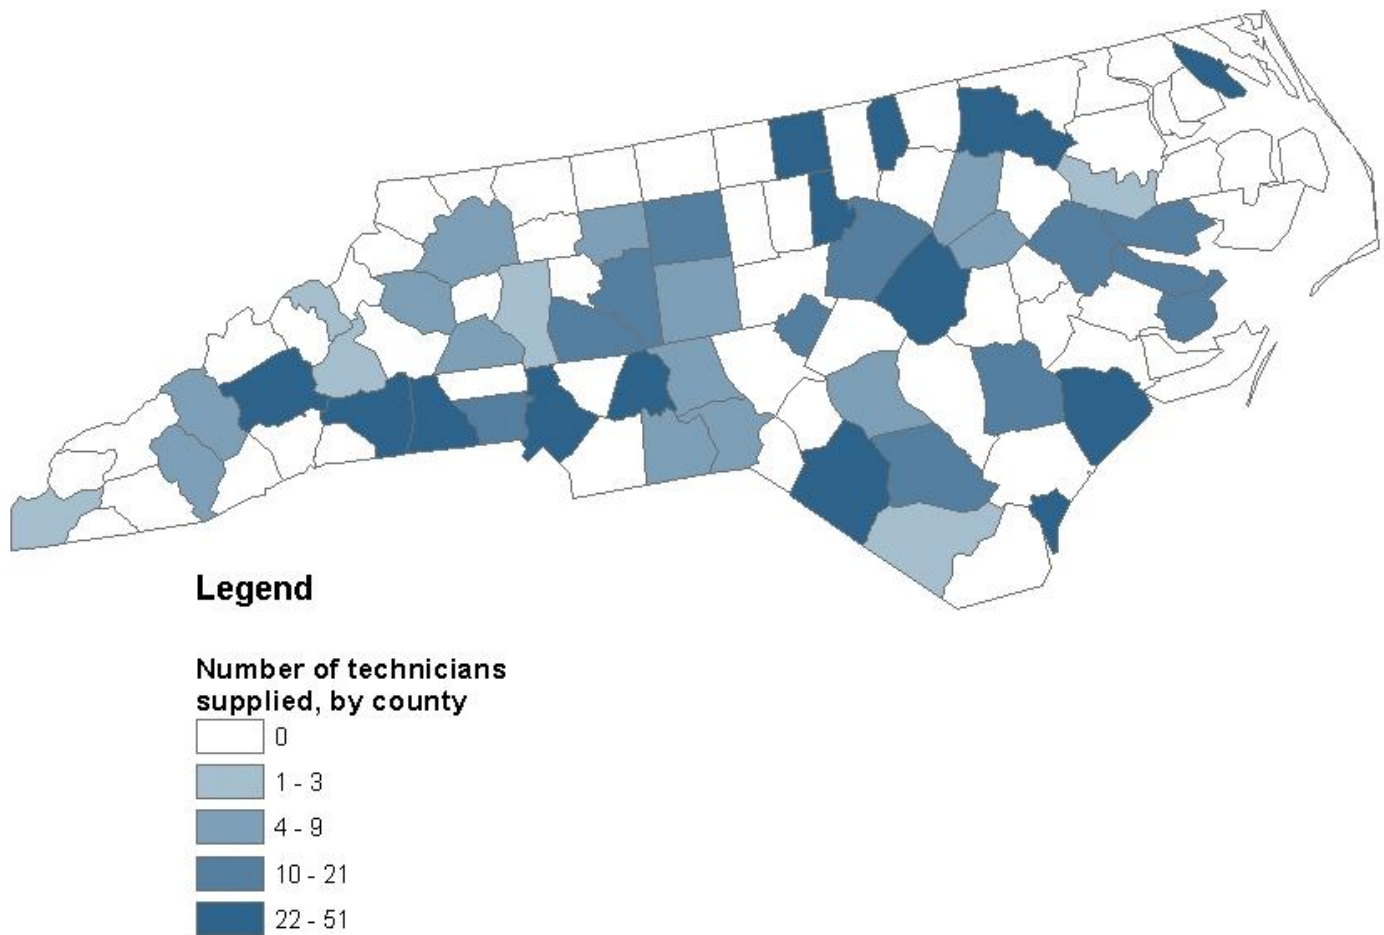 Legend
Number of technicians
supplied, by county
0
1 - 3
4 - 9
10 - 21
22 - 51